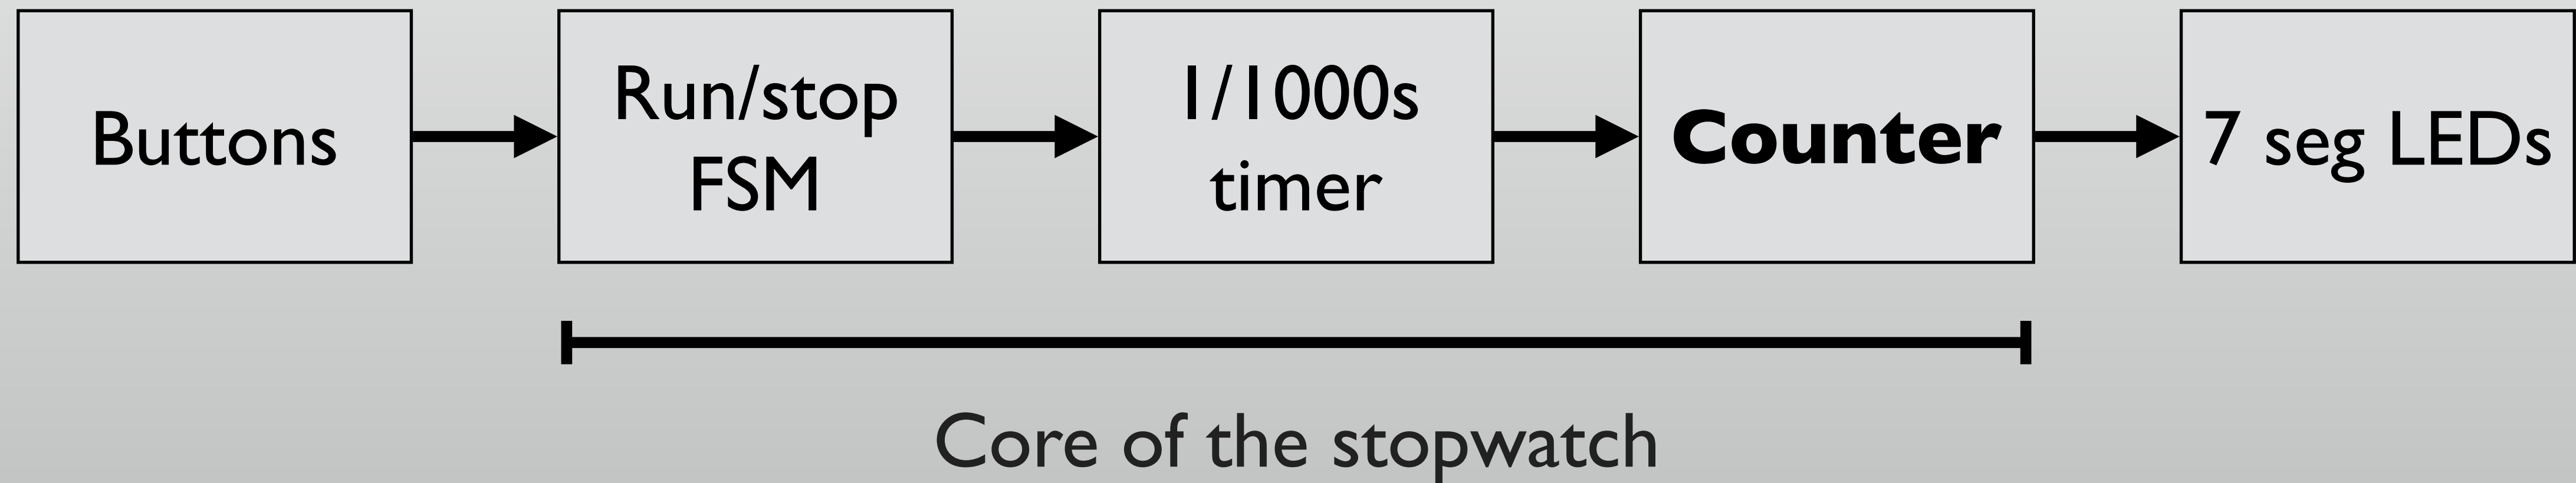 Buttons
Run/stop
FSM
1/1000s
timer
Counter
7 seg LEDs
Core of the stopwatch